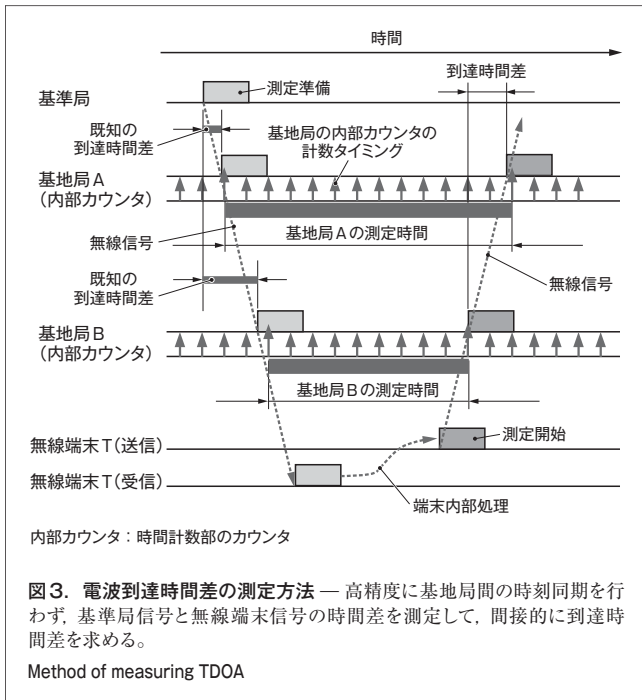 時間
到達時間差
測定準備
基準局
既知の
到達時間差
基地局の内部カウンタの
計数タイミング
基地局A
(内部カウンタ)
無線信号
基地局Aの測定時間
無線信号
既知の
到達時間差
基地局B
(内部カウンタ)
基地局Bの測定時間
測定開始
無線端末T(送信)
無線端末T(受信)
端末内部処理
内部カウンタ:時間計数部のカウンタ
図3. 電波到達時間差の測定方法 — 高精度に基地局間の時刻同期を行
わず, 基準局信号と無線端末信号の時間差を測定して, 間接的に到達時
間差を求める。
Method of measuring TDOA